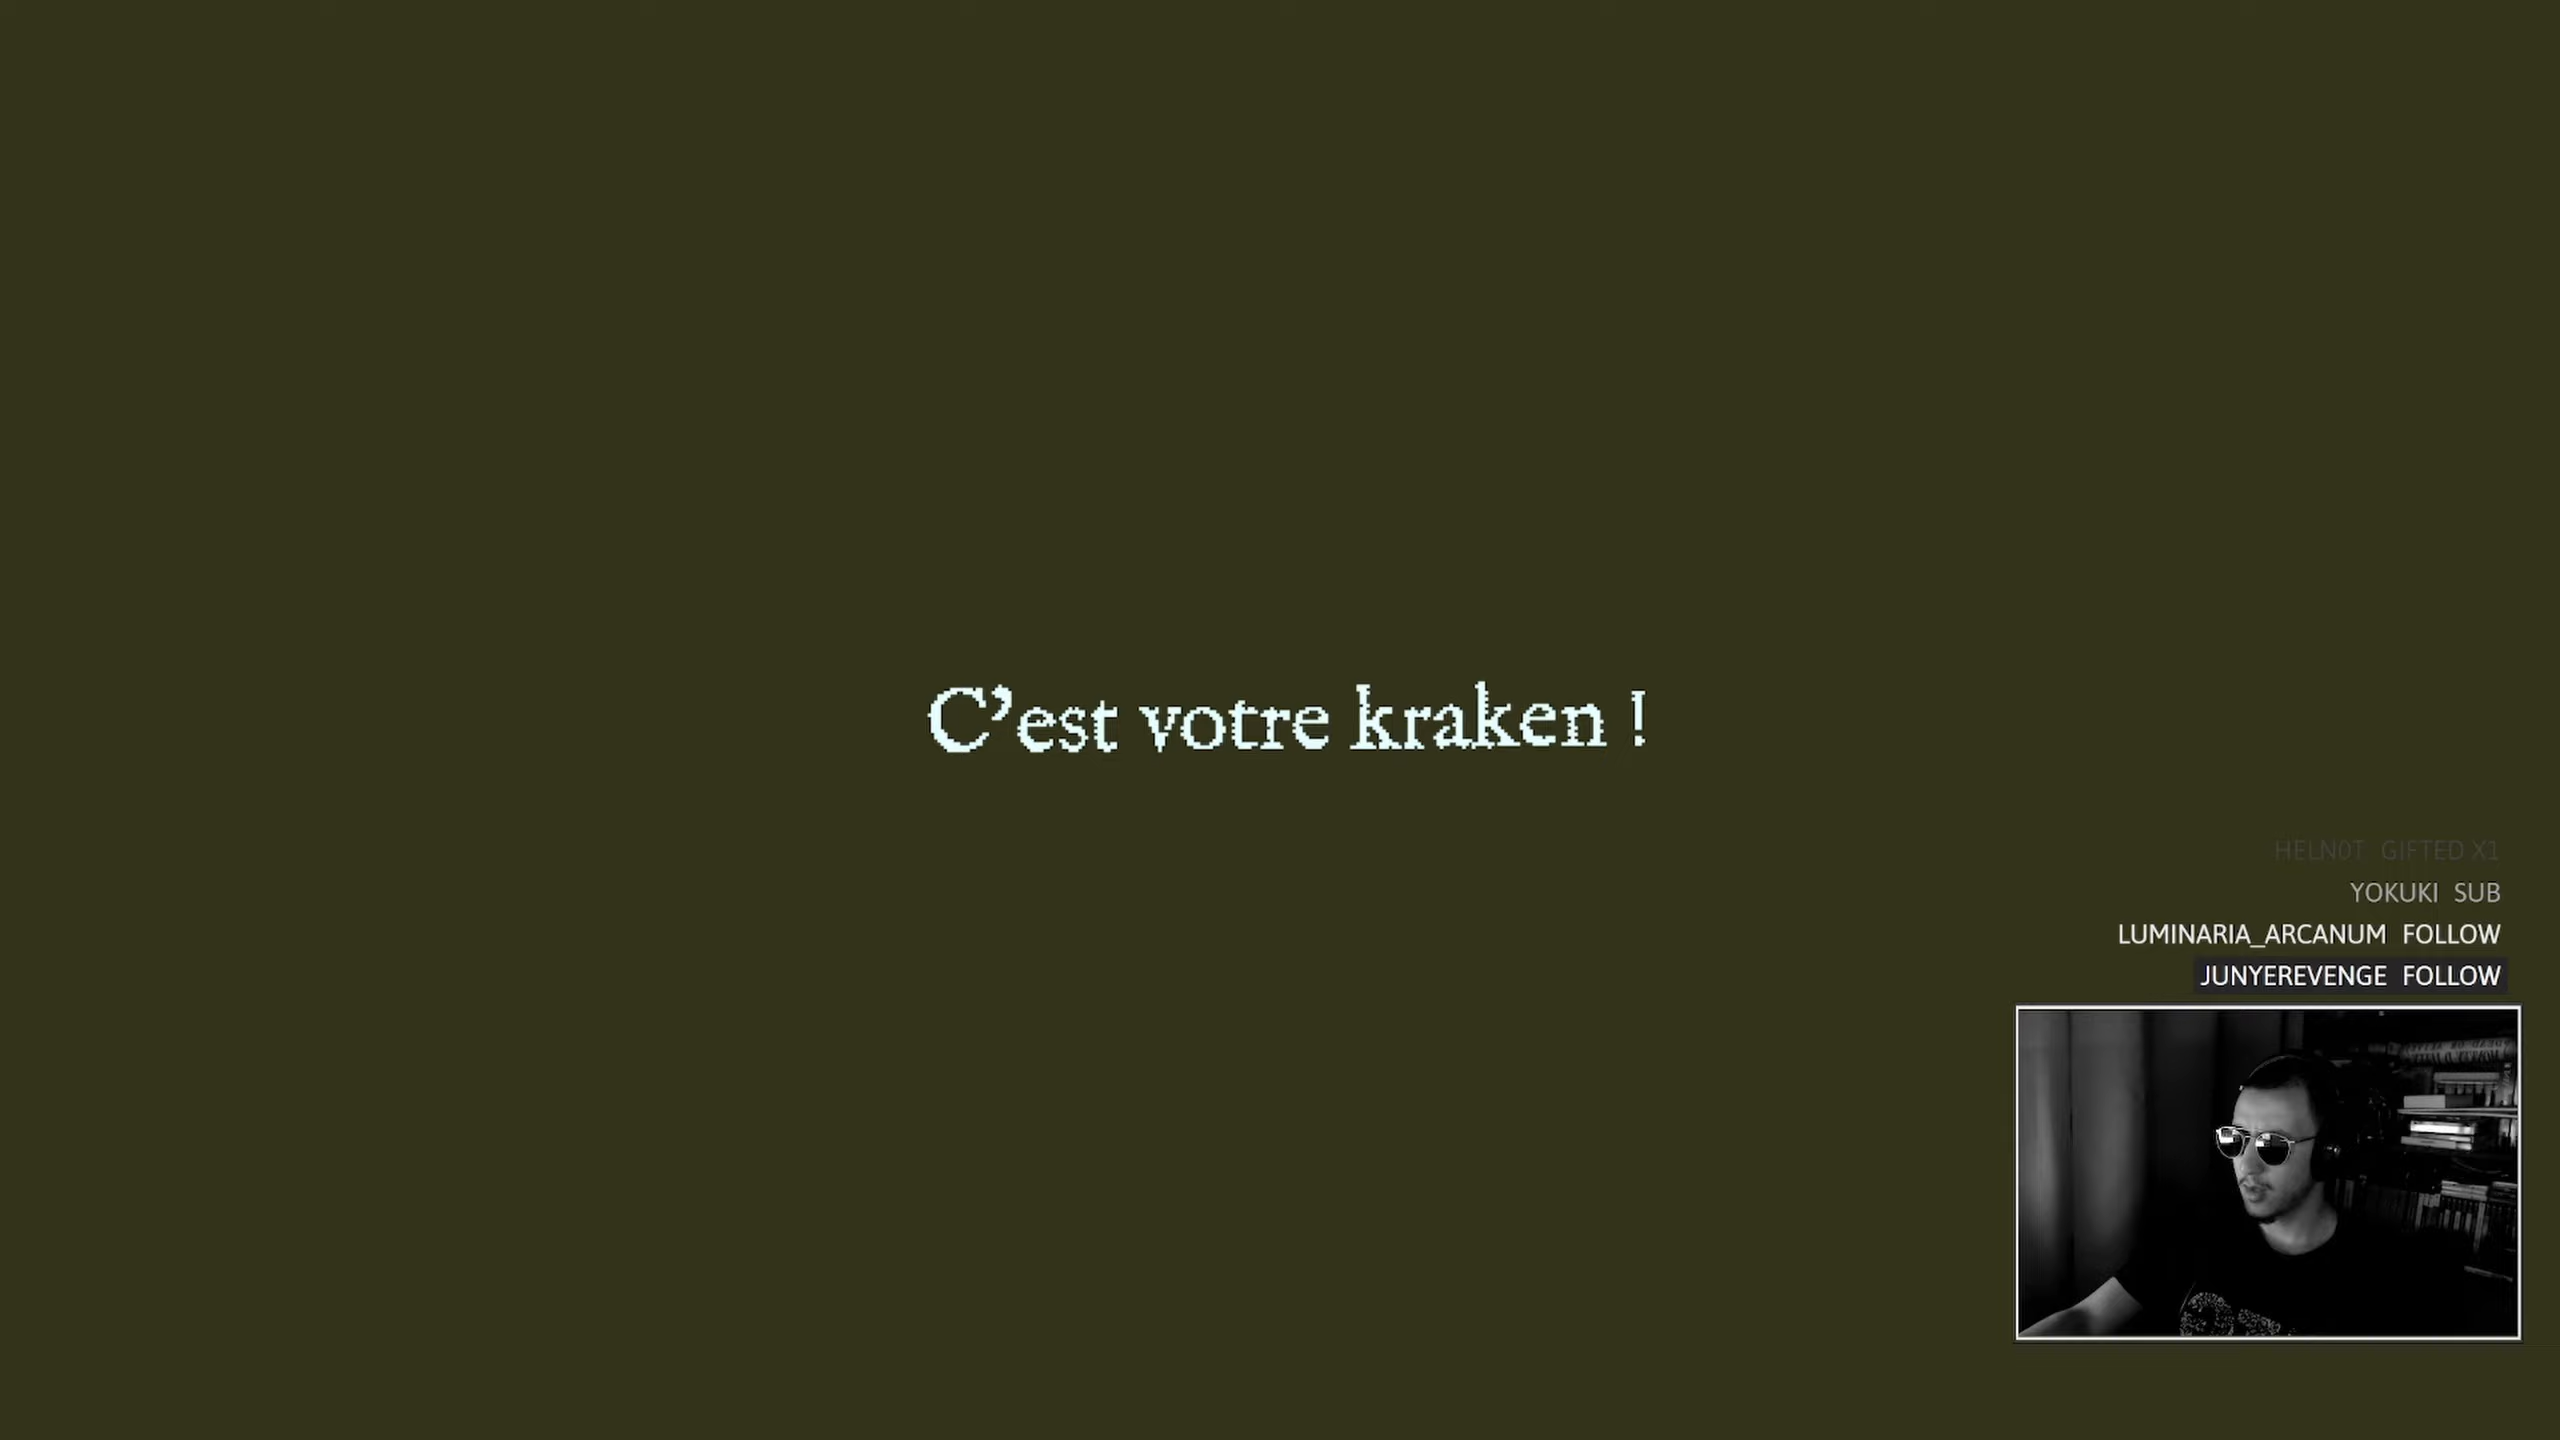 C’est votre kraken !
HELN0T GIFTED X1
YOKUKI SUB
LUMINARIA_ARCANUM FOLLOW
JUNYEREVENGE FOLLOW